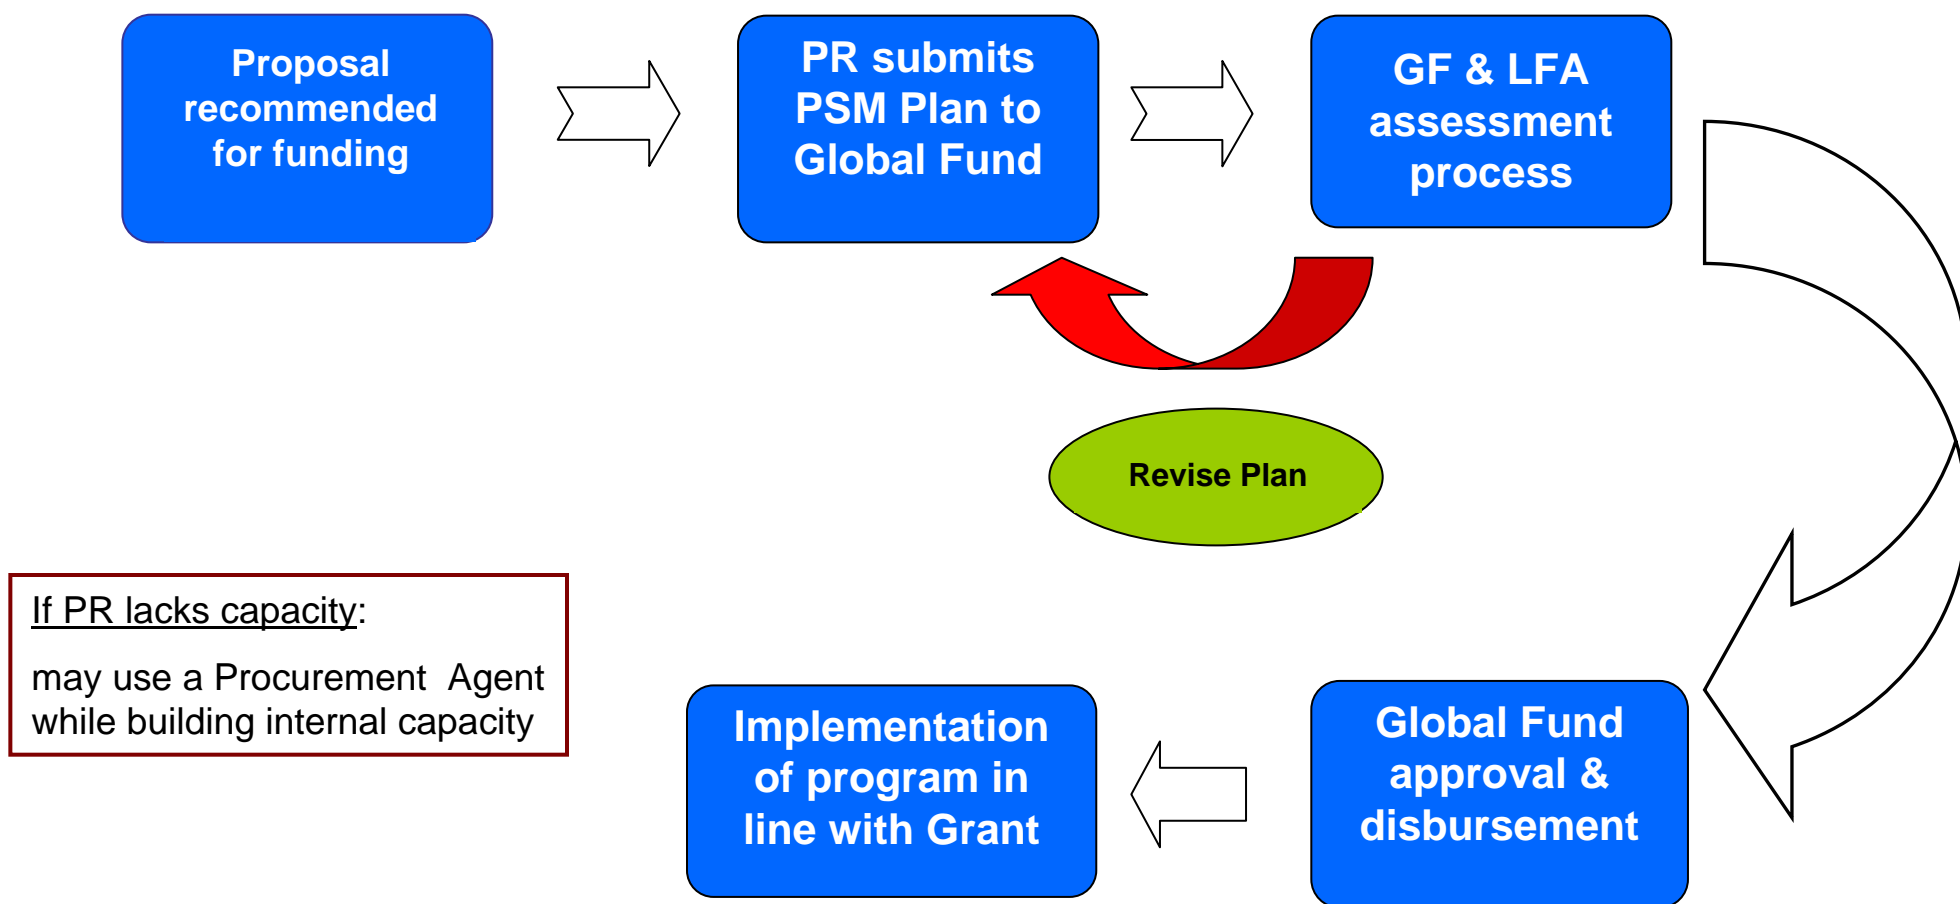 Proposal
recommended
for funding
PR submits
PSM Plan to
Global Fund
GF & LFA
assessment
process
Revise Plan
If PR lacks capacity:
may use a Procurement  Agent
while building internal capacity
Implementation
of program in
line with Grant
Global Fund
approval &
disbursement